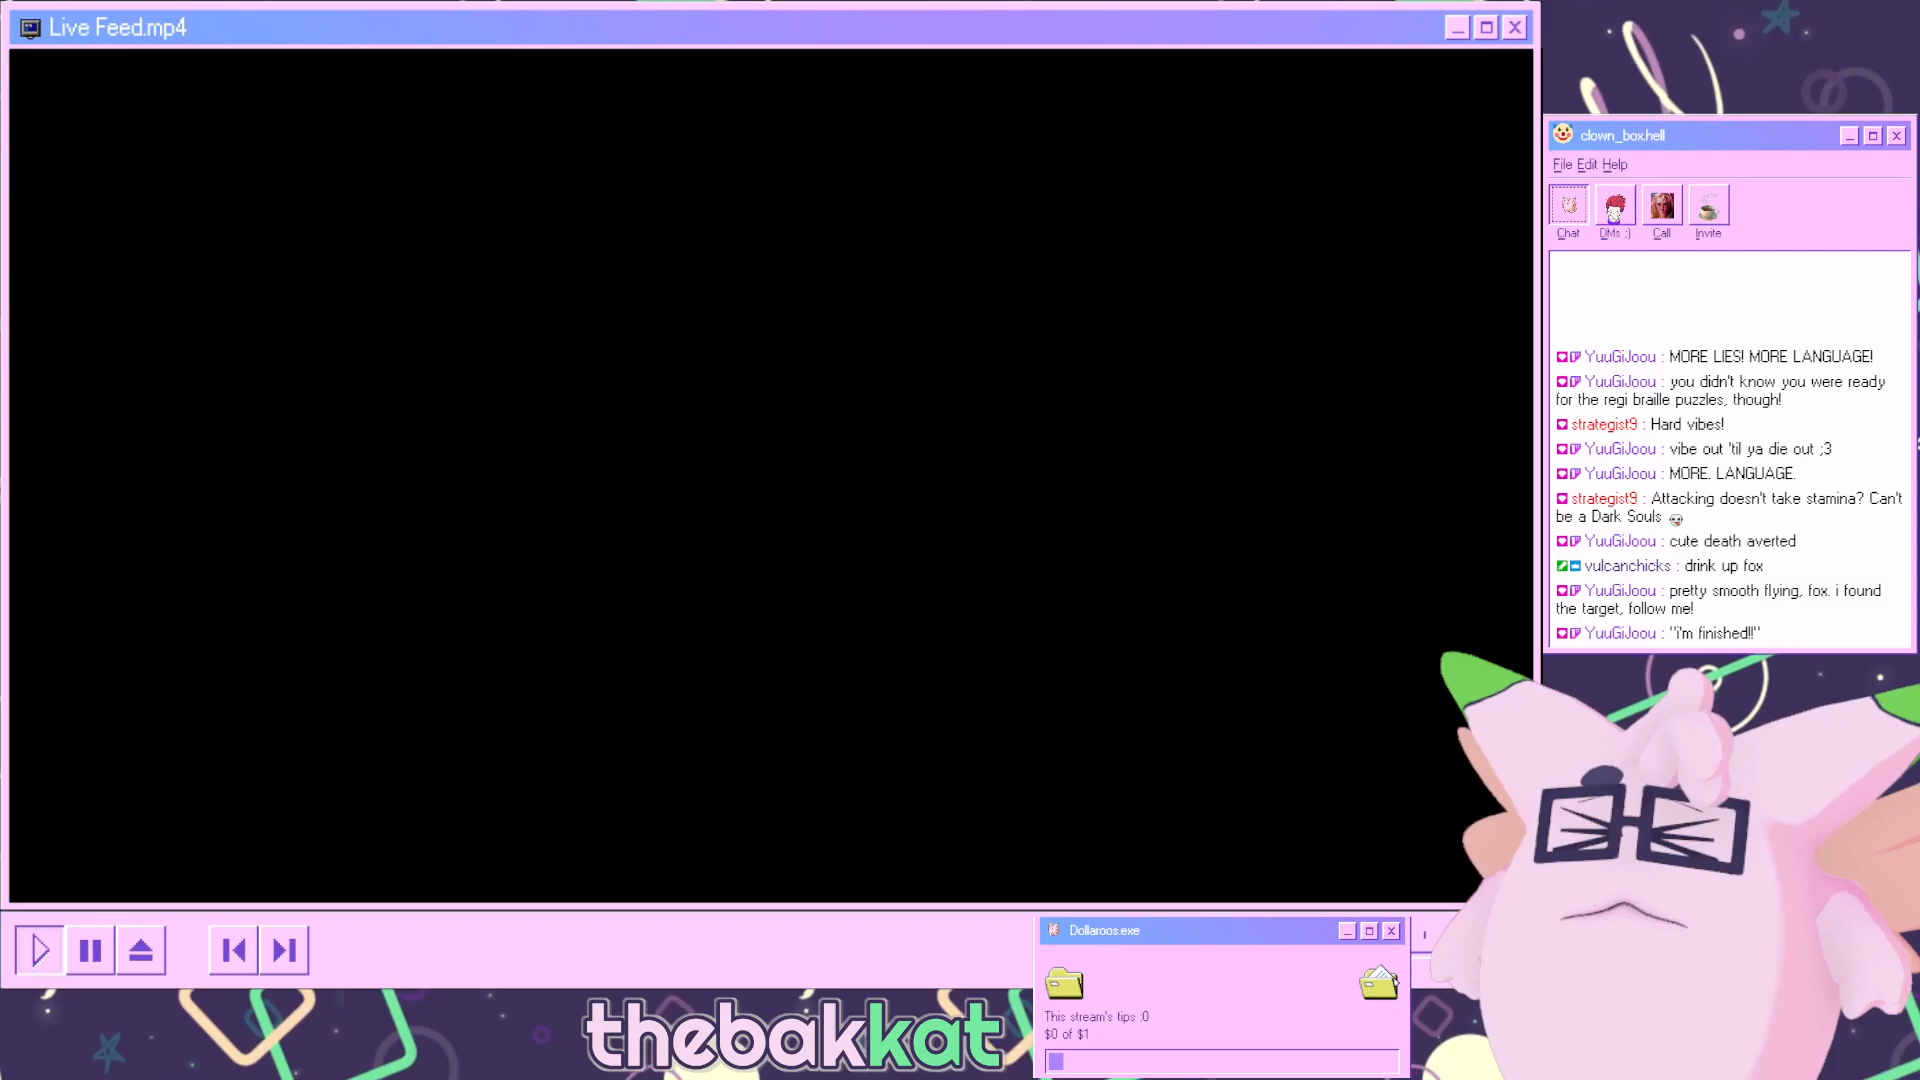 Live Feed.mp4
clown_box.hell
File Edit Help
Chat DMs ;) Call Invite
YuuGiJoou : MORE LIES! MORE LANGUAGE!
YuuGiJoou : you didn't know you were ready
for the regi braille puzzles, though!
strategist9 : Hard vibes!
YuuGiJoou : vibe out 'til ya die out ;3
YuuGiJoou : MORE. LANGUAGE.
strategist9 : Attacking doesn't take stamina? Can't
be a Dark Souls
YuuGiJoou : cute death averted
vulcanchicks : drink up fox
YuuGiJoou : pretty smooth flying, fox. i found
the target, follow me!
YuuGiJoou : "i'm finished!!"
Dollaroos.exe
This stream's tips :0
$0 of $1
thebakkat